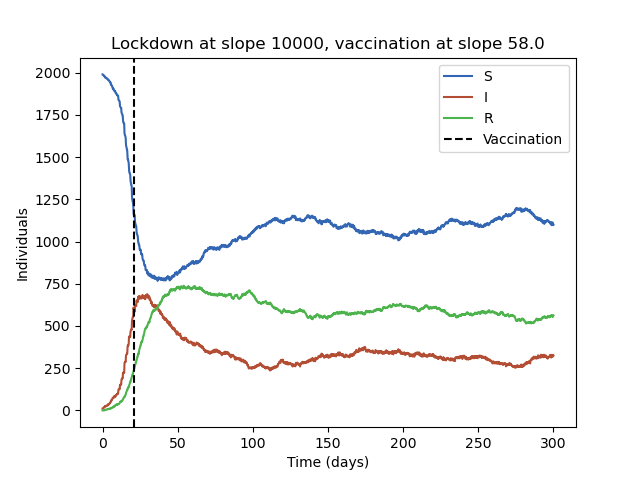 Lockdown at slope 10000, vaccination at slope 58.0
2000
1750
1500
1250
1000
750
500
250
0
Individuals
S
I
R
Vaccination
0 50 100 150 200 250 300
Time (days)